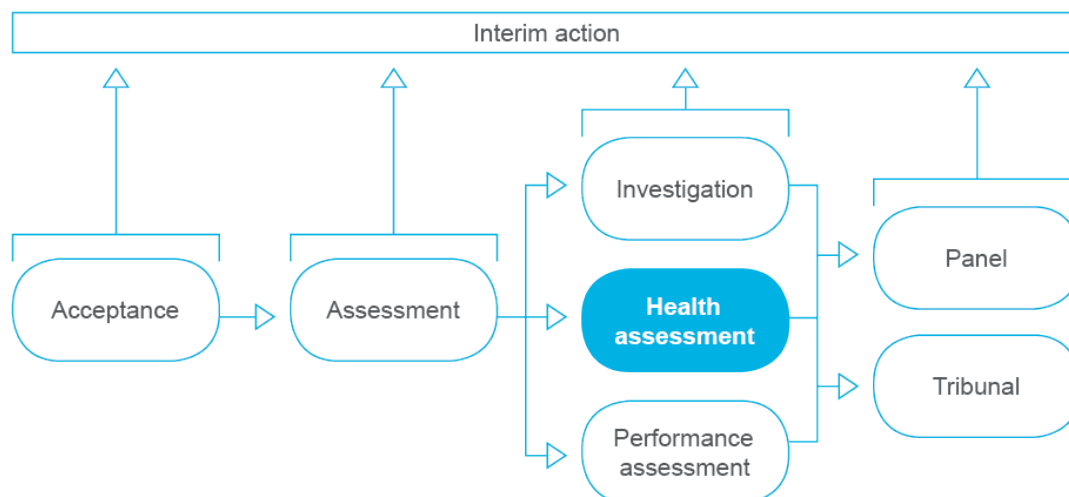 Interim action
Acceptance
Assessment
Investigation
Health
assessment
Performance
assessment
Panel
Tribunal